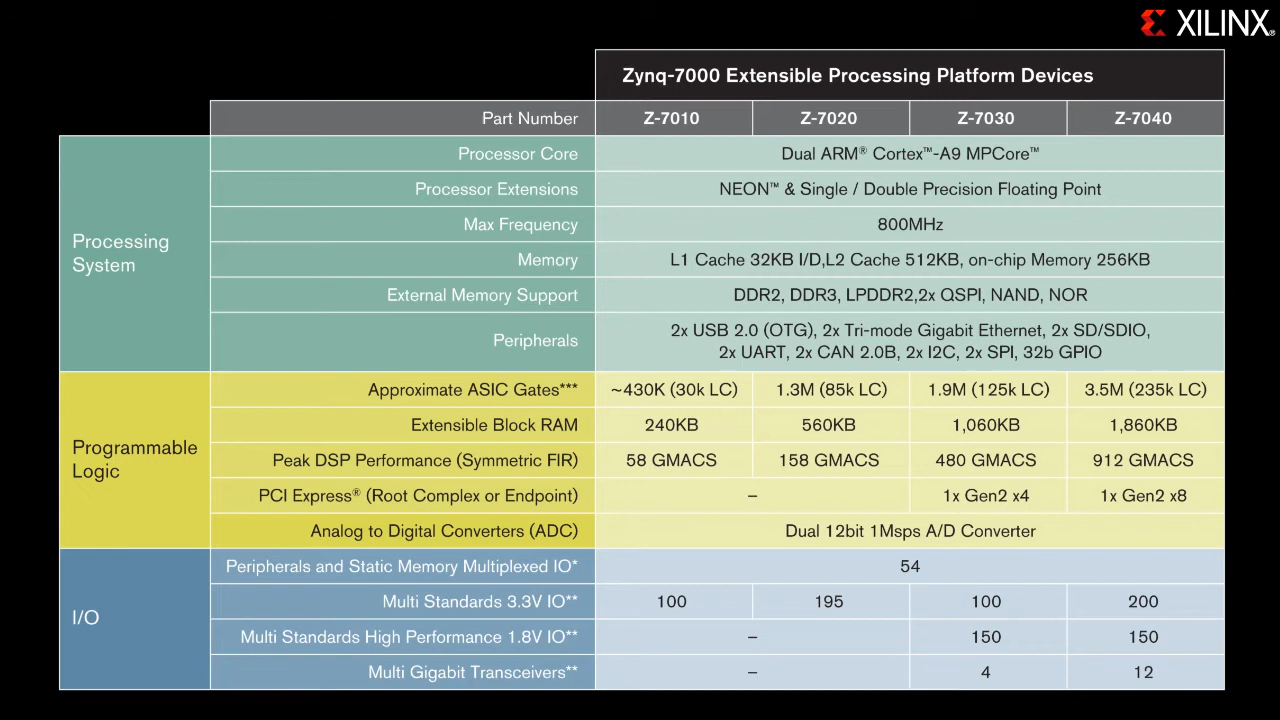 XILINX®
Zynq-7000 Extensible Processing Platform Devices
Part Number Z-7010 Z-7020 Z-7030 Z-7040
Processing System
Processor Core Dual ARM® Cortex™-A9 MPCore™
Processor Extensions NEON™ & Single / Double Precision Floating Point
Max Frequency 800MHz
Memory L1 Cache 32KB I/D,L2 Cache 512KB, on-chip Memory 256KB
External Memory Support DDR2, DDR3, LPDDR2,2x QSPI, NAND, NOR
Peripherals 2x USB 2.0 (OTG), 2x Tri-mode Gigabit Ethernet, 2x SD/SDIO,
2x UART, 2x CAN 2.0B, 2x I2C, 2x SPI, 32b GPIO
Programmable Logic
Approximate ASIC Gates*** ~430K (30k LC) 1.3M (85k LC) 1.9M (125k LC) 3.5M (235k LC)
Extensible Block RAM 240KB 560KB 1,060KB 1,860KB
Peak DSP Performance (Symmetric FIR) 58 GMACS 158 GMACS 480 GMACS 912 GMACS
PCI Express® (Root Complex or Endpoint) – 1x Gen2 x4 1x Gen2 x8
Analog to Digital Converters (ADC) Dual 12bit 1Msps A/D Converter
I/O
Peripherals and Static Memory Multiplexed IO* 54
Multi Standards 3.3V IO** 100 195 100 200
Multi Standards High Performance 1.8V IO** – 150 150
Multi Gigabit Transceivers** – 4 12